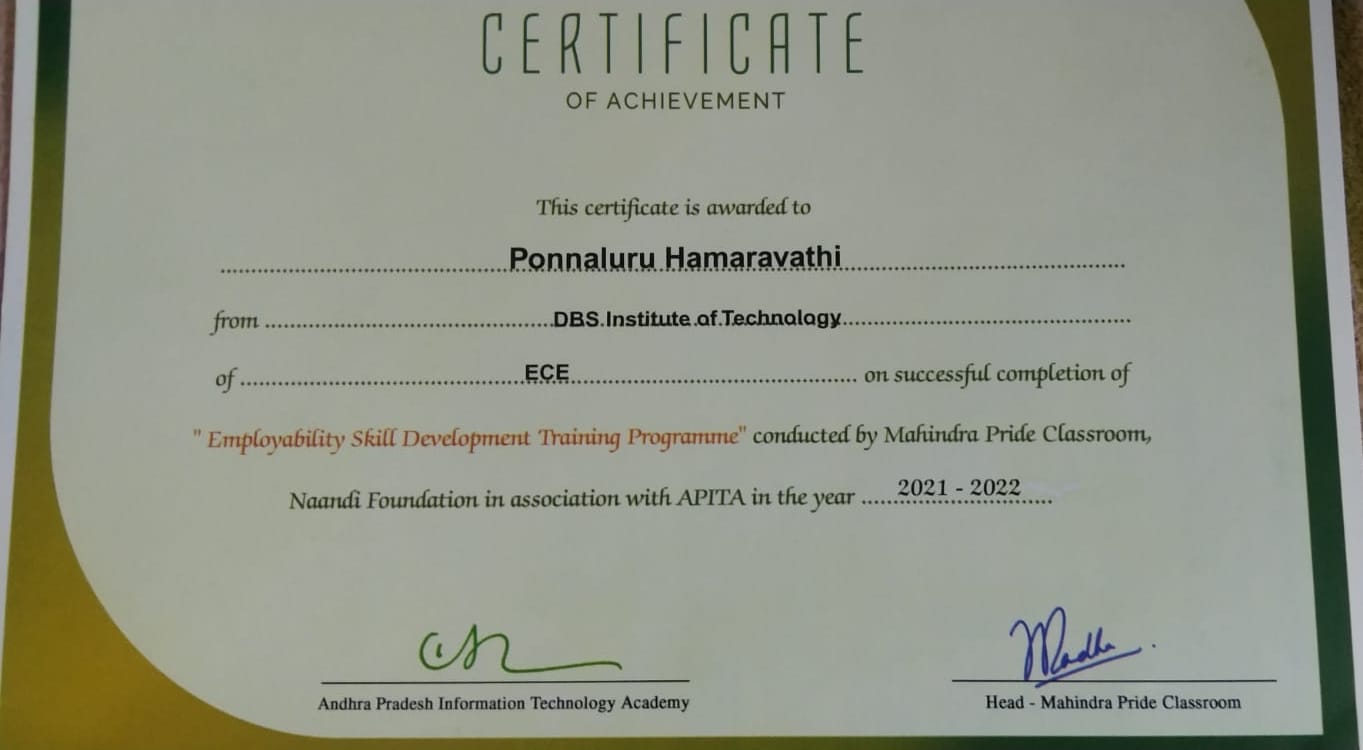 CERTIFICATE
OF ACHIEVEMENT
This certificate is awarded to
Ponnaluru Hamaravathi
from DBS Institute of Technology
of ECE on successful completion of
" Employability Skill Development Training Programme" conducted by Mahindra Pride Classroom,
Naandi Foundation in association with APITA in the year 2021 - 2022
Madhu.
Andhra Pradesh Information Technology Academy
Head - Mahindra Pride Classroom